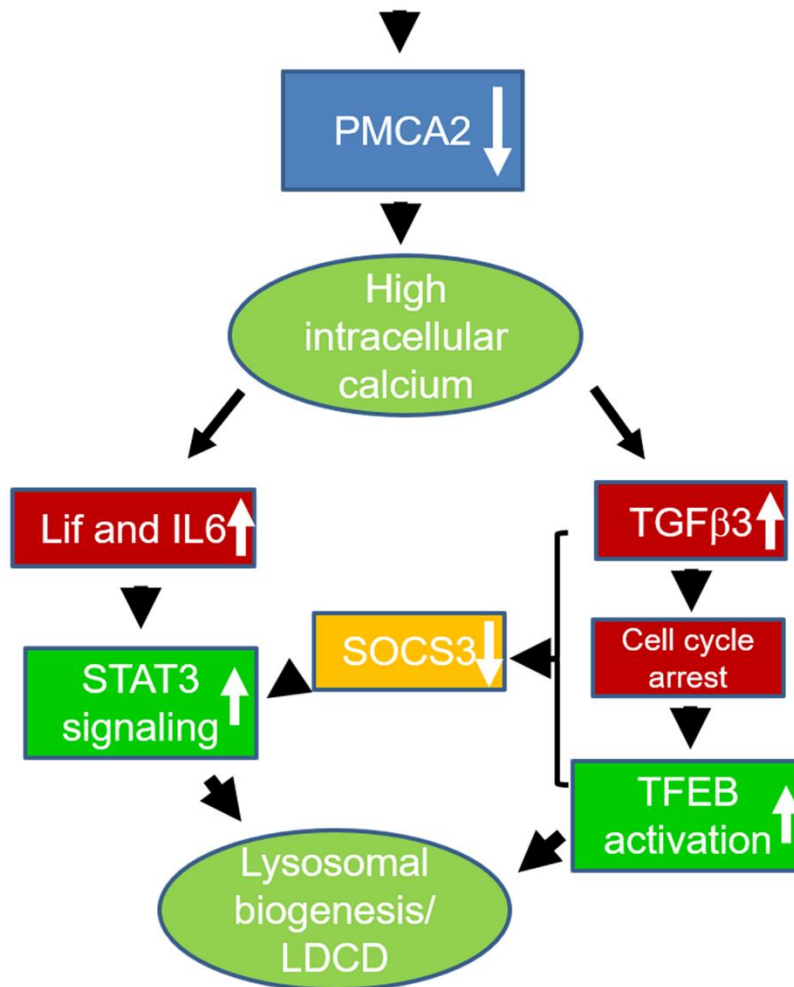 PMCA2
High
intracellular
calcium
Lif and IL6
TGFβ3
SOCS3
Cell cycle
arrest
STAT3
signaling
TFEB
activation
Lysosomal
biogenesis/
LDCD